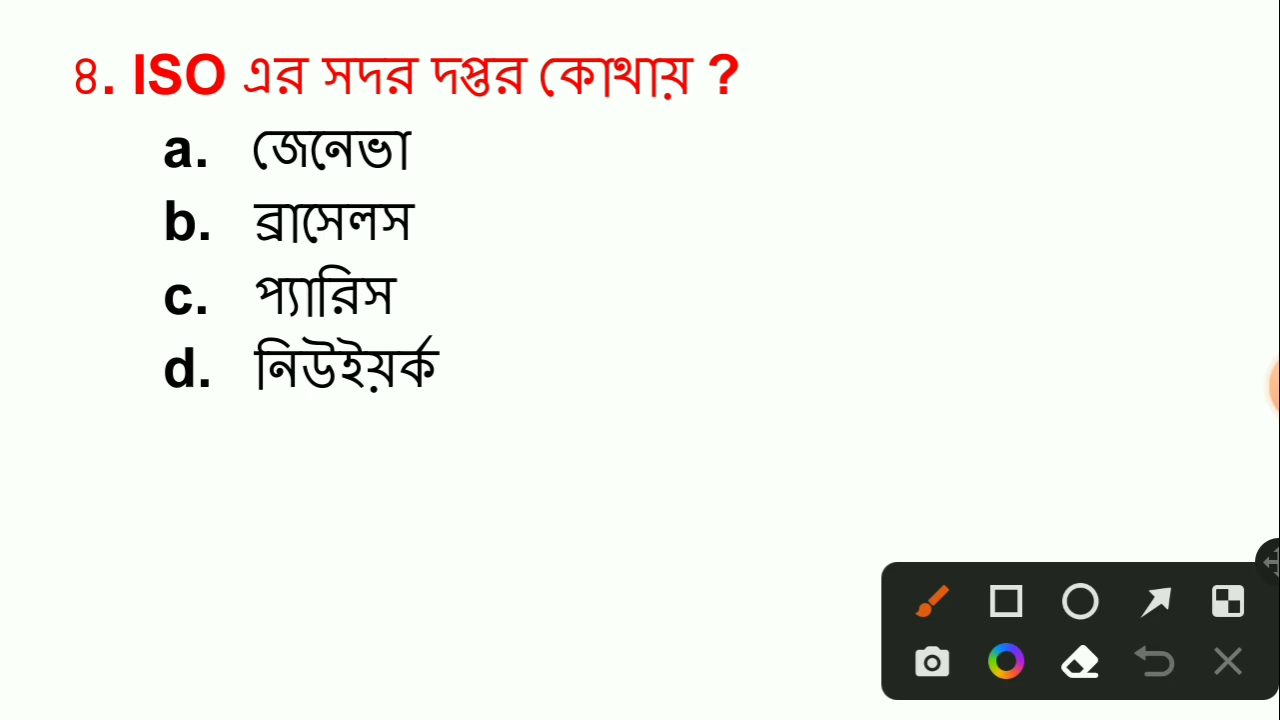 ৪. ISO এর সদর দপ্তর কোথায় ?
a. জেনেভা
b. ব্রাসেলস
c. প্যারিস
d. নিউইয়র্ক